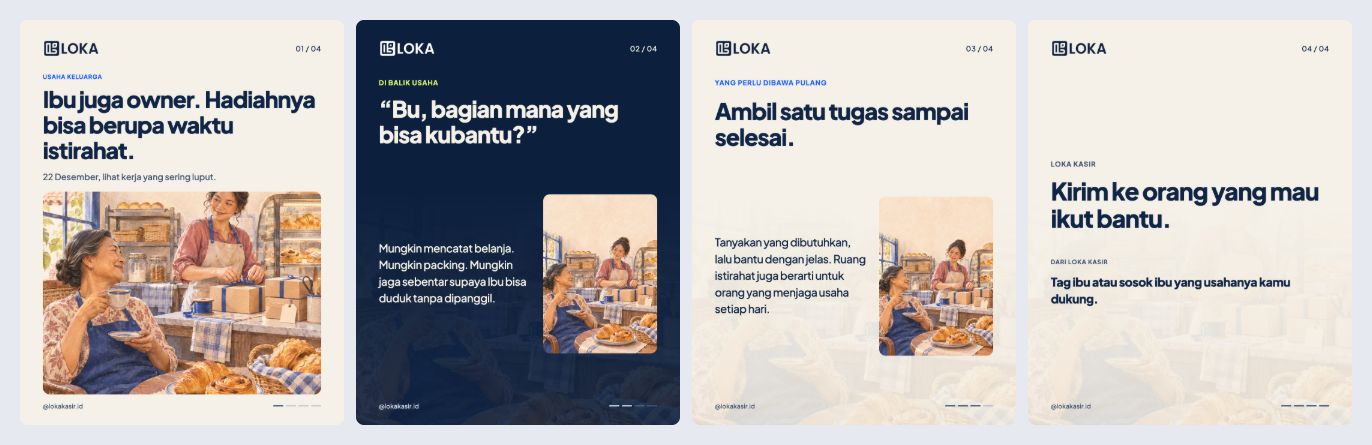 LOKA
01 / 04
USAHA KELUARGA
Ibu juga owner. Hadiahnya
bisa berupa waktu
istirahat.
22 Desember, lihat kerja yang sering luput.
@lokakasir.id
LOKA
02 / 04
DI BALIK USAHA
“Bu, bagian mana yang
bisa kubantu?”
Mungkin mencatat belanja.
Mungkin packing. Mungkin
jaga sebentar supaya Ibu bisa
duduk tanpa dipanggil.
@lokakasir.id
LOKA
03 / 04
YANG PERLU DIBAWA PULANG
Ambil satu tugas sampai
selesai.
Tanyakan yang dibutuhkan,
lalu bantu dengan jelas. Ruang
istirahat juga berarti untuk
orang yang menjaga usaha
setiap hari.
@lokakasir.id
LOKA
04 / 04
LOKA KASIR
Kirim ke orang yang mau
ikut bantu.
DARI LOKA KASIR
Tag ibu atau sosok ibu yang usahanya kamu
dukung.
@lokakasir.id